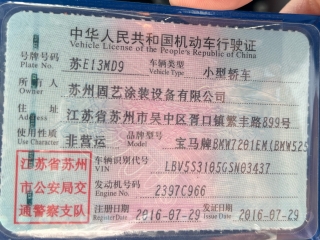 中华人民共和国机动车行驶证
Vehicle License of the People's Republic of China
号牌号码 Plate No. 苏E13MD9 车辆类型 Vehicle Type 小型轿车
所有人 Owner 苏州固艺涂装设备有限公司
住址 Address 江苏省苏州市吴中区胥口镇繁丰路899号
使用性质 Use Character 非营运 品牌型号 Model 宝马牌BMW7201EM(BMW52S
江苏省苏州市公安局交通警察支队
车辆识别代号 VIN LBV5S3105GSN03437
发动机号码 Engine No. 2397C966
注册日期 Register Date 2016-07-29 发证日期 Issue Date 2016-07-29